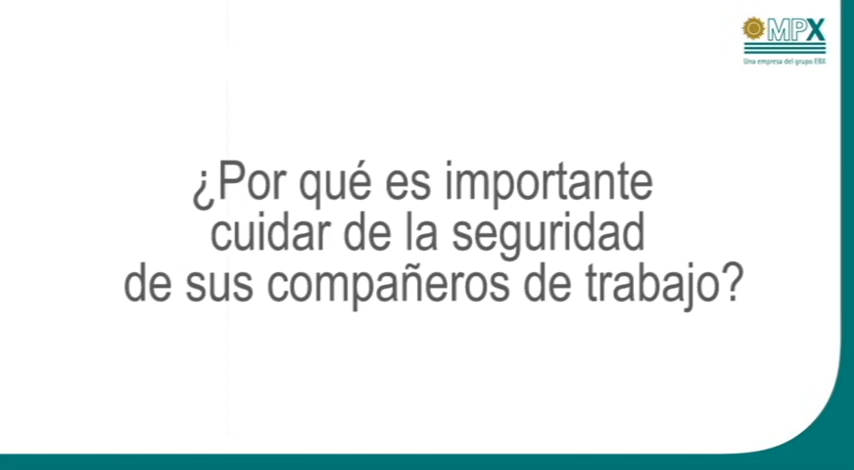 MPX
Una empresa del grupo EBX
¿Por qué es importante
cuidar de la seguridad
de sus compañeros de trabajo?